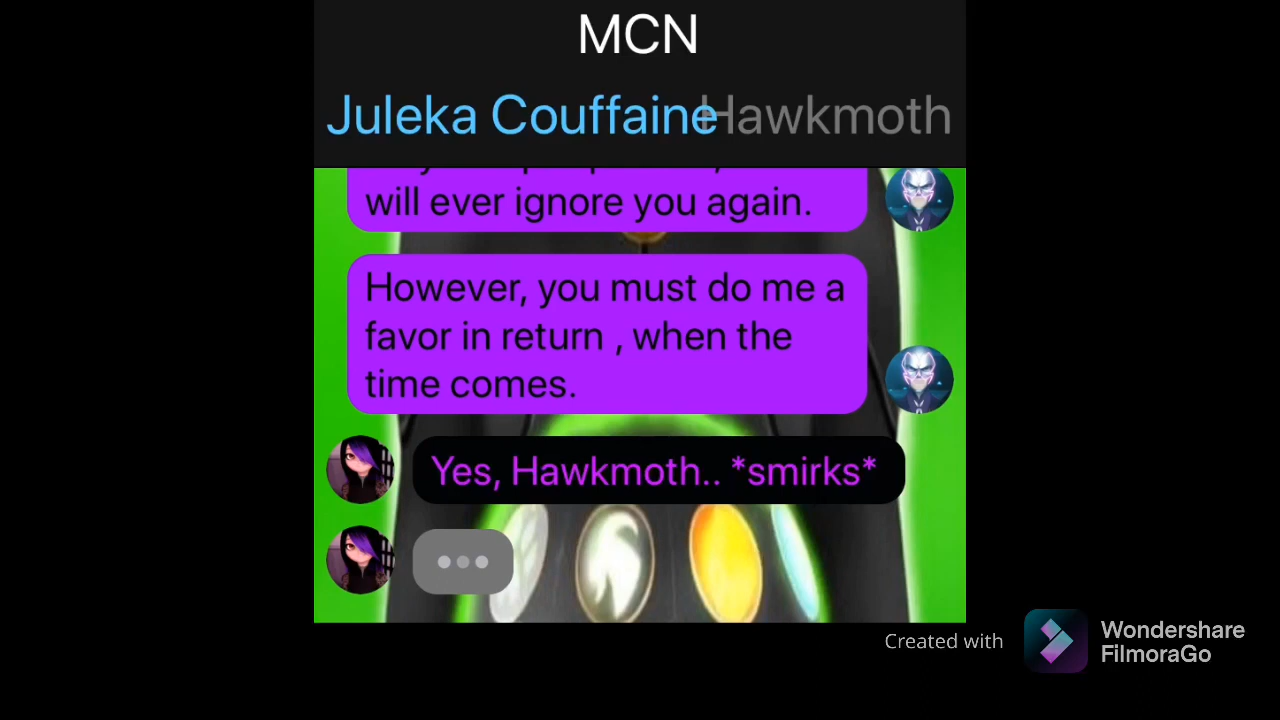 MCN
Juleka Couffaine Hawkmoth
will ever ignore you again.
However, you must do me a
favor in return , when the
time comes.
Yes, Hawkmoth.. *smirks*
Created with
Wondershare
FilmoraGo